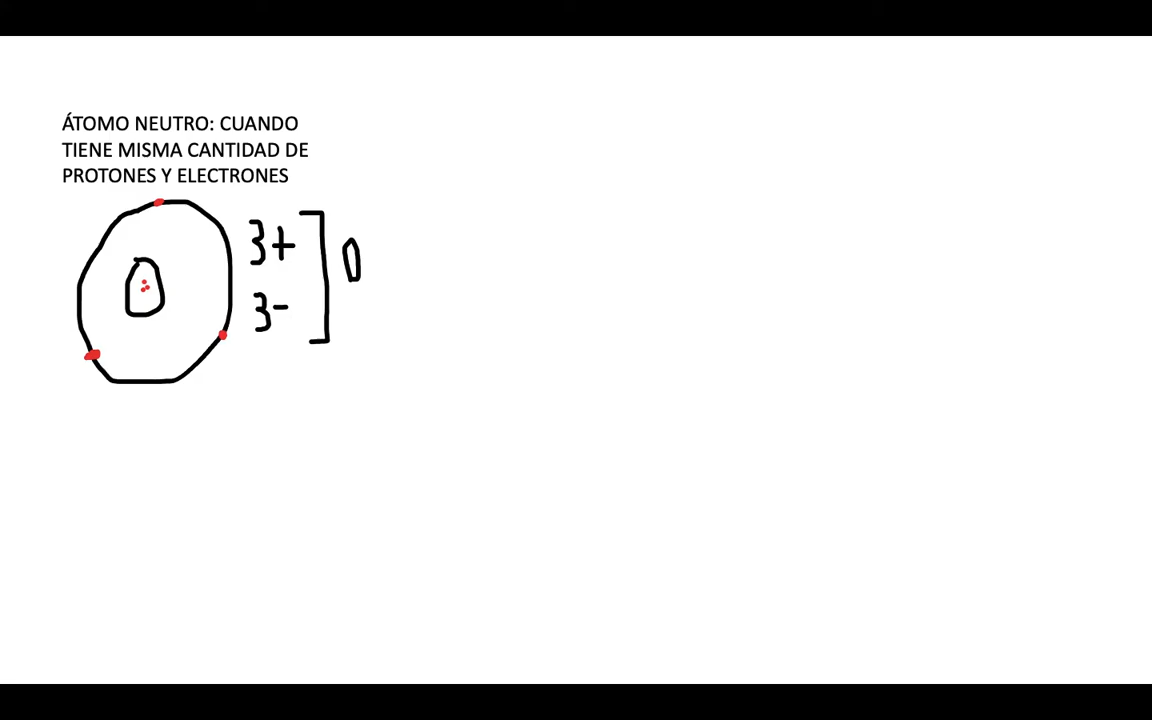 ÁTOMO NEUTRO: CUANDO
TIENE MISMA CANTIDAD DE
PROTONES Y ELECTRONES
3+
3-
0